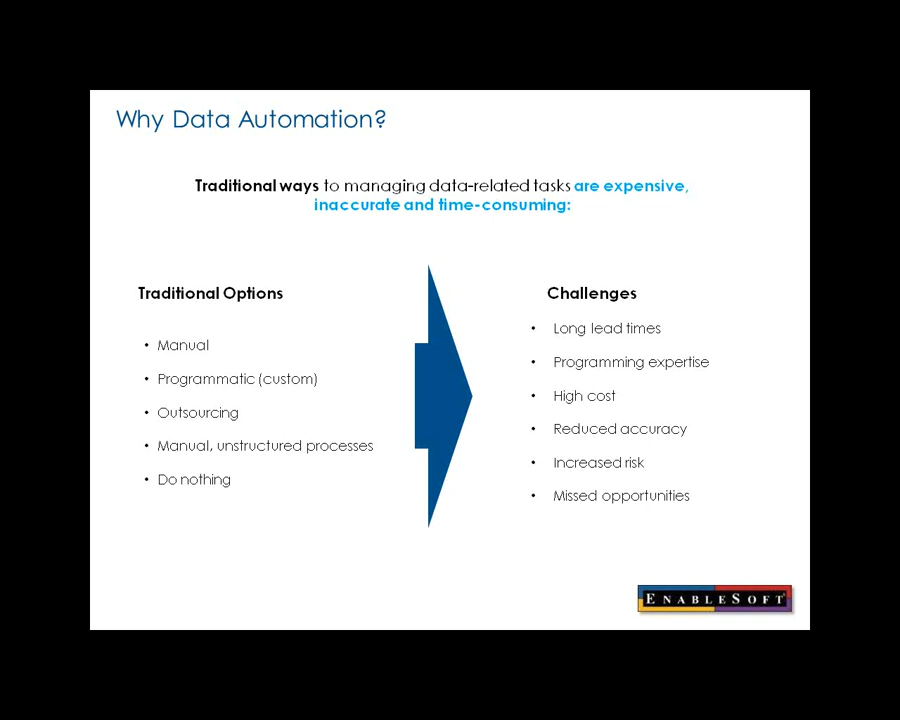 Why Data Automation?
Traditional ways to managing data-related tasks are expensive,
inaccurate and time-consuming:
Traditional Options
• Manual
• Programmatic (custom)
• Outsourcing
• Manual, unstructured processes
• Do nothing
Challenges
• Long lead times
• Programming expertise
• High cost
• Reduced accuracy
• Increased risk
• Missed opportunities
ENABLESOFT